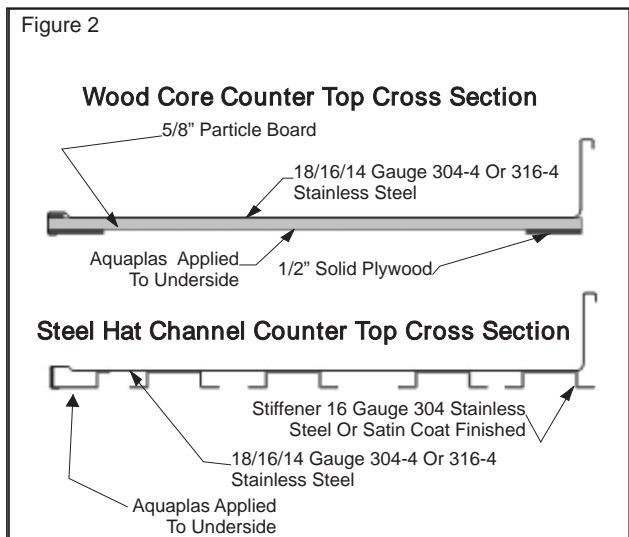 Figure 2
Wood Core Counter Top Cross Section
5/8” Particle Board
18/16/14 Gauge 304-4 Or 316-4
Stainless Steel
Aquaplas Applied
To Underside
1/2” Solid Plywood
Steel Hat Channel Counter Top Cross Section
Stiffener 16 Gauge 304 Stainless
Steel Or Satin Coat Finished
18/16/14 Gauge 304-4 Or 316-4
Stainless Steel
Aquaplas Applied
To Underside